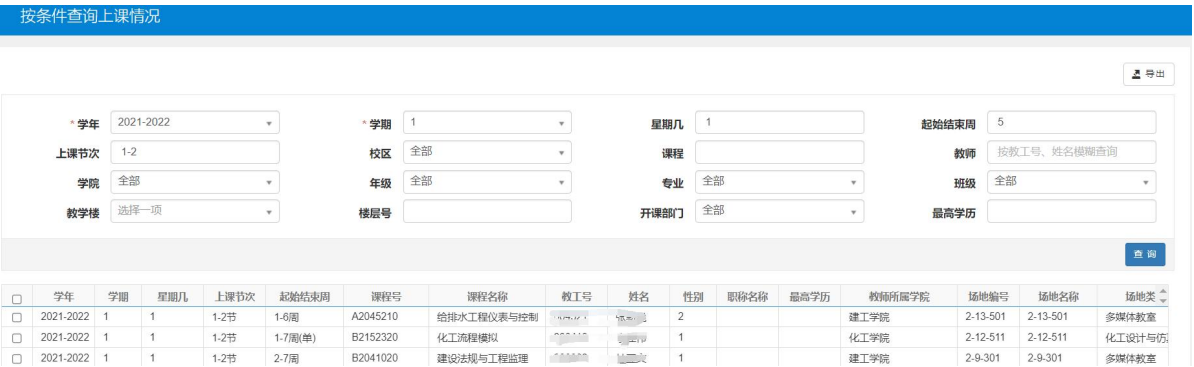 按条件查询上课情况
导出
* 学年 2021-2022 * 学期 1 星期几 1 起始结束周 5
上课节次 1-2 校区 全部 课程 教师 按教工号、姓名模糊查询
学院 全部 年级 全部 专业 全部 班级 全部
教学楼 选择一项 楼层号 开课部门 全部 最高学历
查 询
学年 学期 星期几 上课节次 起始结束周 课程号 课程名称 教工号 姓名 性别 职称名称 最高学历 教师所属学院 场地编号 场地名称 场地类
2021-2022 1 1 1-2节 1-6周 A2045210 给排水工程仪表与控制 2 建工学院 2-13-501 2-13-501 多媒体教室
2021-2022 1 1 1-2节 1-7周(单) B2152320 化工流程模拟 1 化工学院 2-12-511 2-12-511 化工设计与仿
2021-2022 1 1 1-2节 2-7周 B2041020 建设法规与工程监理 1 建工学院 2-9-301 2-9-301 多媒体教室